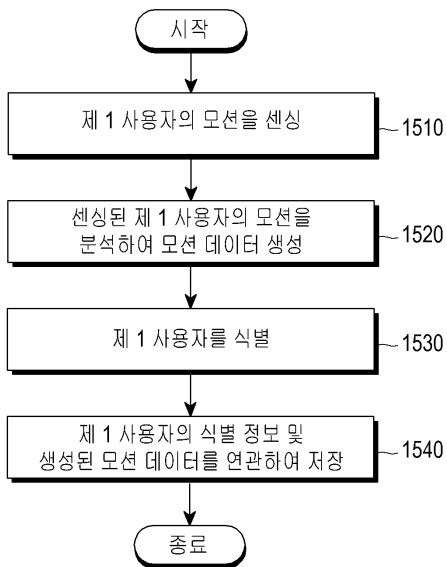 시작
제 1 사용자의 모션을 센싱
1510
센싱된 제 1 사용자의 모션을
분석하여 모션 데이터 생성
1520
제 1 사용자를 식별
1530
제 1 사용자의 식별 정보 및
생성된 모션 데이터를 연관하여 저장
1540
종료